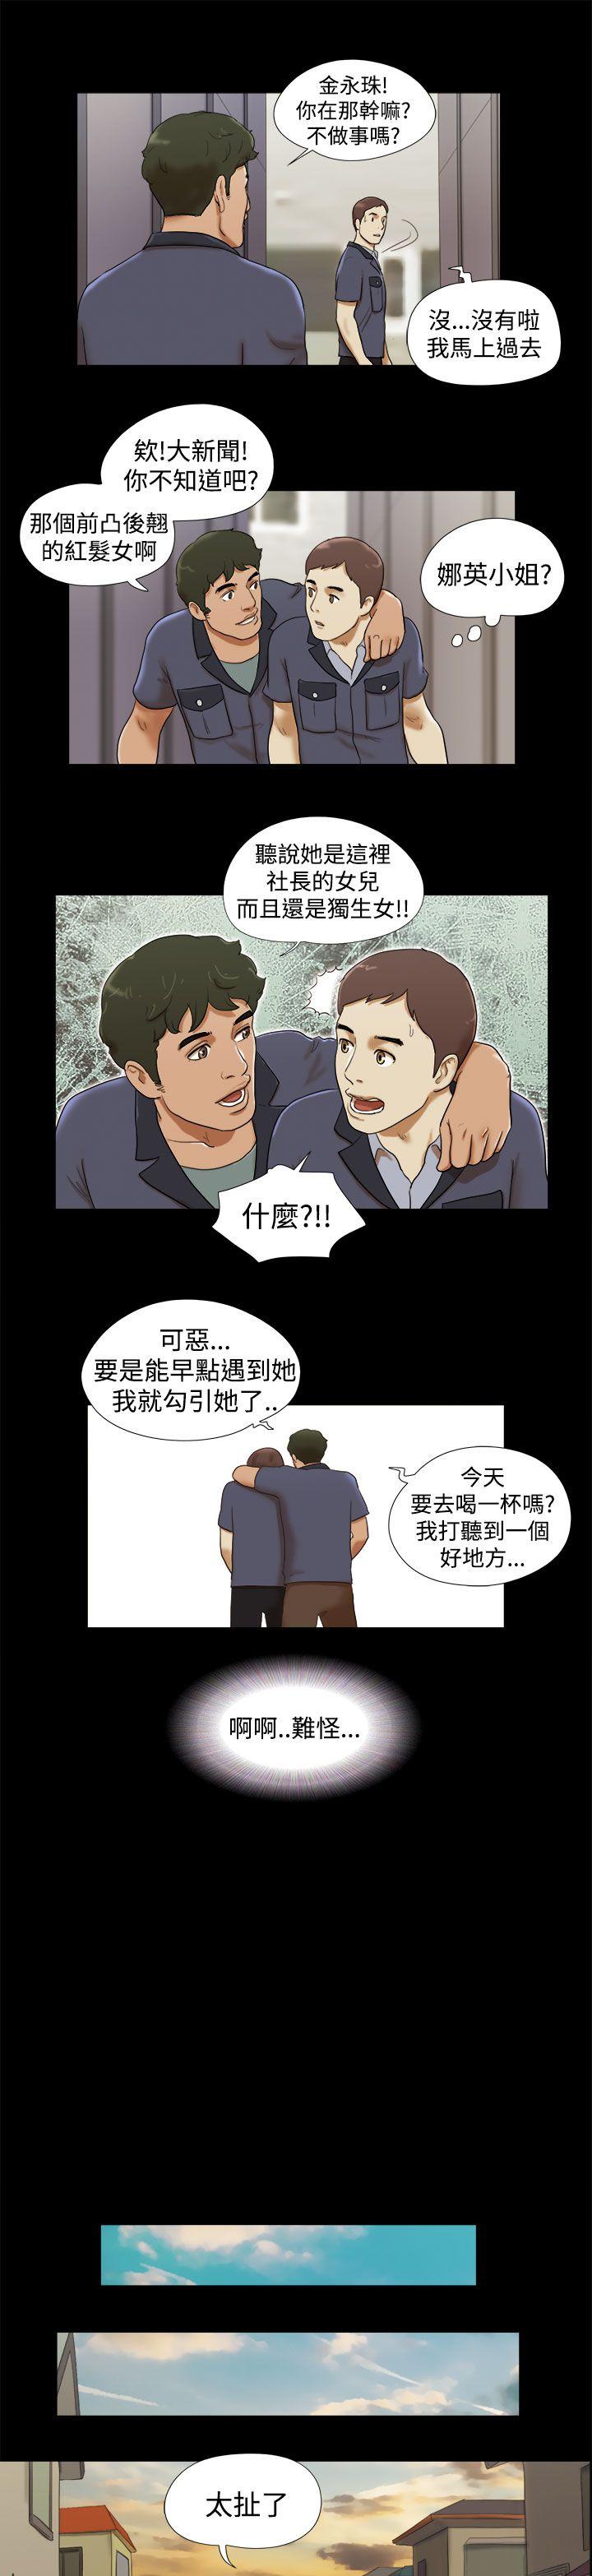 金永珠!
你在那幹嘛?
不做事嗎?
沒...沒有啦
我馬上過去
欸!大新聞!
你不知道吧?
那個前凸後翹
的紅髮女啊
娜英小姐?
聽說她是這裡
社長的女兒
而且還是獨生女!!
什麼?!!
可惡...
要是能早點遇到她
我就勾引她了..
今天
要去喝一杯嗎?
我打聽到一個
好地方...
啊啊..難怪...
太扯了